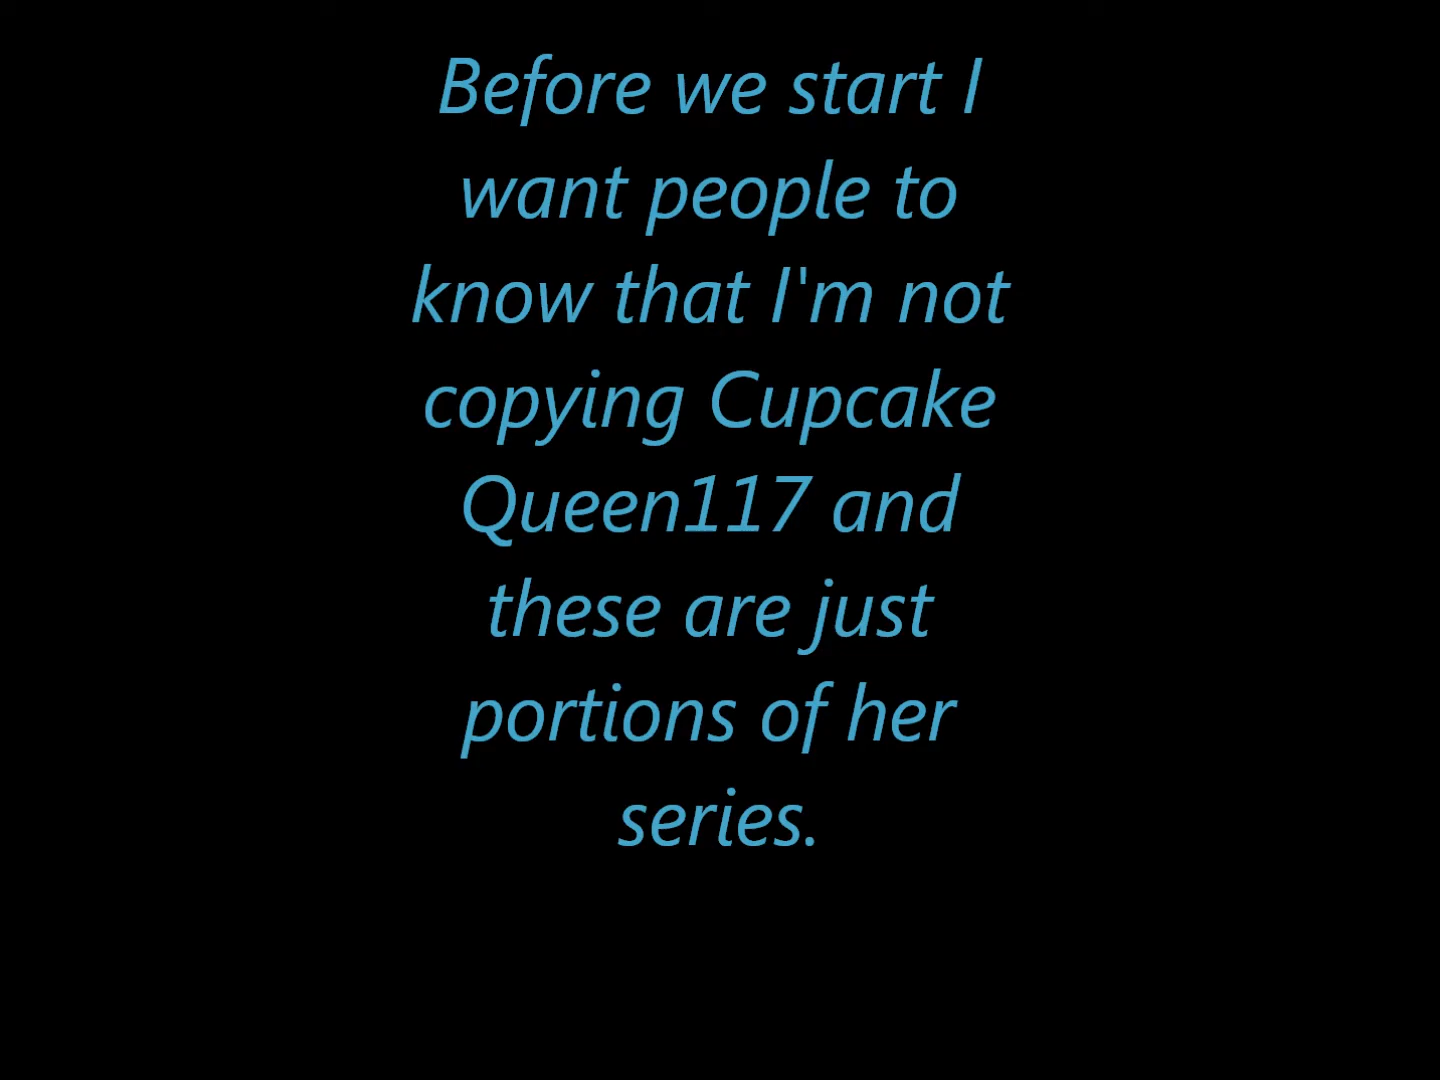 Before we start I
want people to
know that I'm not
copying Cupcake
Queen117 and
these are just
portions of her
series.